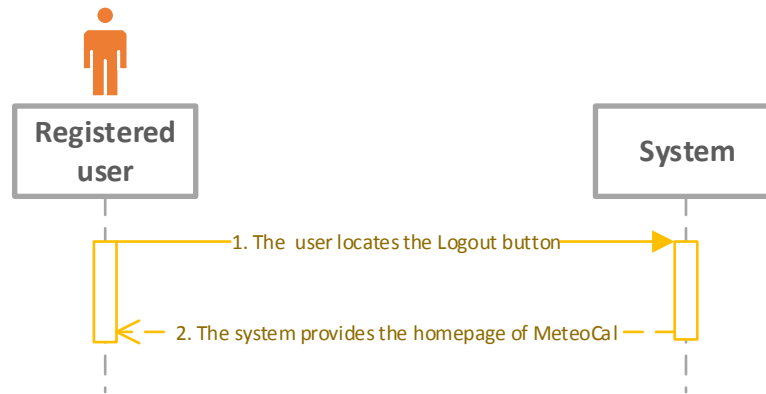 Registered
user
System
1. The user locates the Logout button
2. The system provides the homepage of MeteoCal